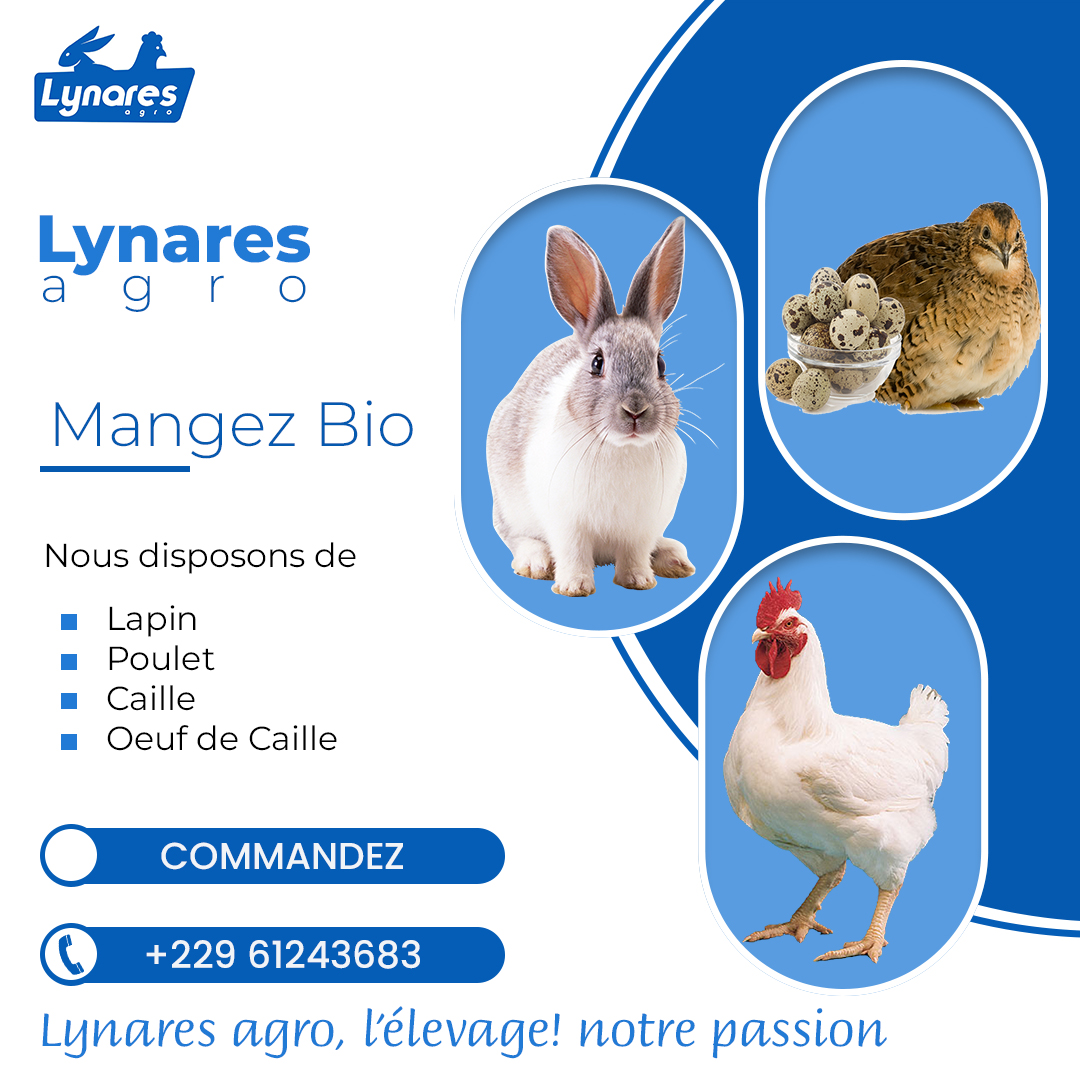 Lynares
agro
Lynares
agro
Mangez Bio
Nous disposons de
Lapin
Poulet
Caille
Oeuf de Caille
COMMANDEZ
+229 61243683
Lynares agro, l'élevage! notre passion